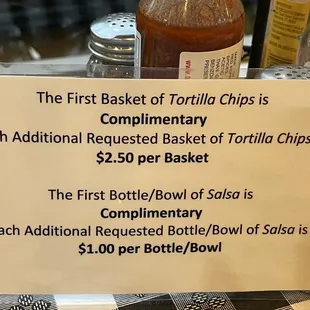 The First Basket of Tortilla Chips is
Complimentary
h Additional Requested Basket of Tortilla Chips
$2.50 per Basket
The First Bottle/Bowl of Salsa is
Complimentary
ach Additional Requested Bottle/Bowl of Salsa is
$1.00 per Bottle/Bowl